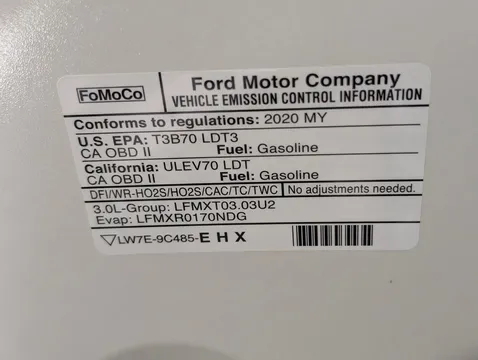 FoMoCo
Ford Motor Company
VEHICLE EMISSION CONTROL INFORMATION
Conforms to regulations: 2020 MY
U.S. EPA: T3B70 LDT3
CA OBD II Fuel: Gasoline
California: ULEV70 LDT
CA OBD II Fuel: Gasoline
DFI/WR-HO2S/HO2S/CAC/TC/TWC No adjustments needed.
3.0L-Group: LFMXT03.03U2
Evap: LFMXR0170NDG
LW7E-9C485-E H X